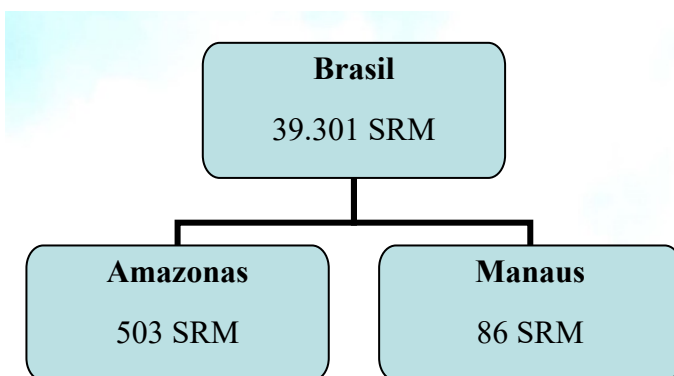 Brasil
39.301 SRM
Amazonas
503 SRM
Manaus
86 SRM